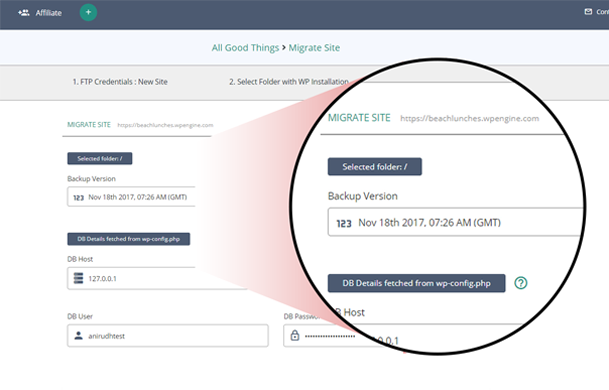 Affiliate
Con
All Good Things > Migrate Site
1. FTP Credentials : New Site
2. Select Folder with WP Installation
MIGRATE SITE https://beachlunches.wpengine.com
Selected folder: /
Backup Version
123 Nov 18th 2017, 07:26 AM (GMT)
DB Details fetched from wp-config.php
DB Host
127.0.0.1
DB User
anirudhtest
DB Passw
MIGRATE SITE https://beachlunches.wpengine.com
Selected folder: /
Backup Version
123 Nov 18th 2017, 07:26 AM (GMT)
DB Details fetched from wp-config.php ?
B Host
.0.0.1